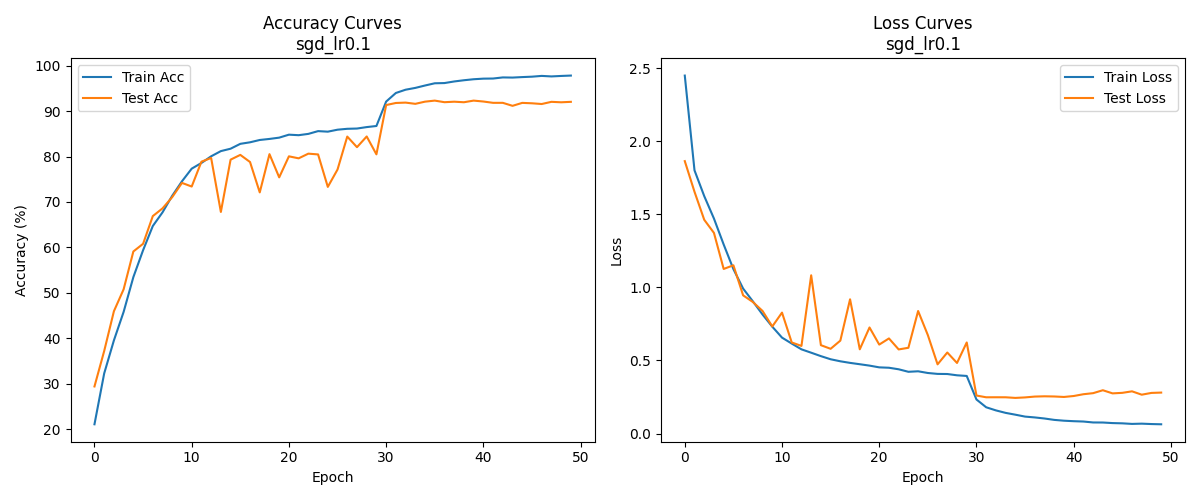 Accuracy Curves
sgd_lr0.1
Train Acc
Test Acc
Accuracy (%)
100
90
80
70
60
50
40
30
20
0
10
20
30
40
50
Epoch
Loss Curves
sgd_lr0.1
Train Loss
Test Loss
Loss
2.5
2.0
1.5
1.0
0.5
0.0
0
10
20
30
40
50
Epoch